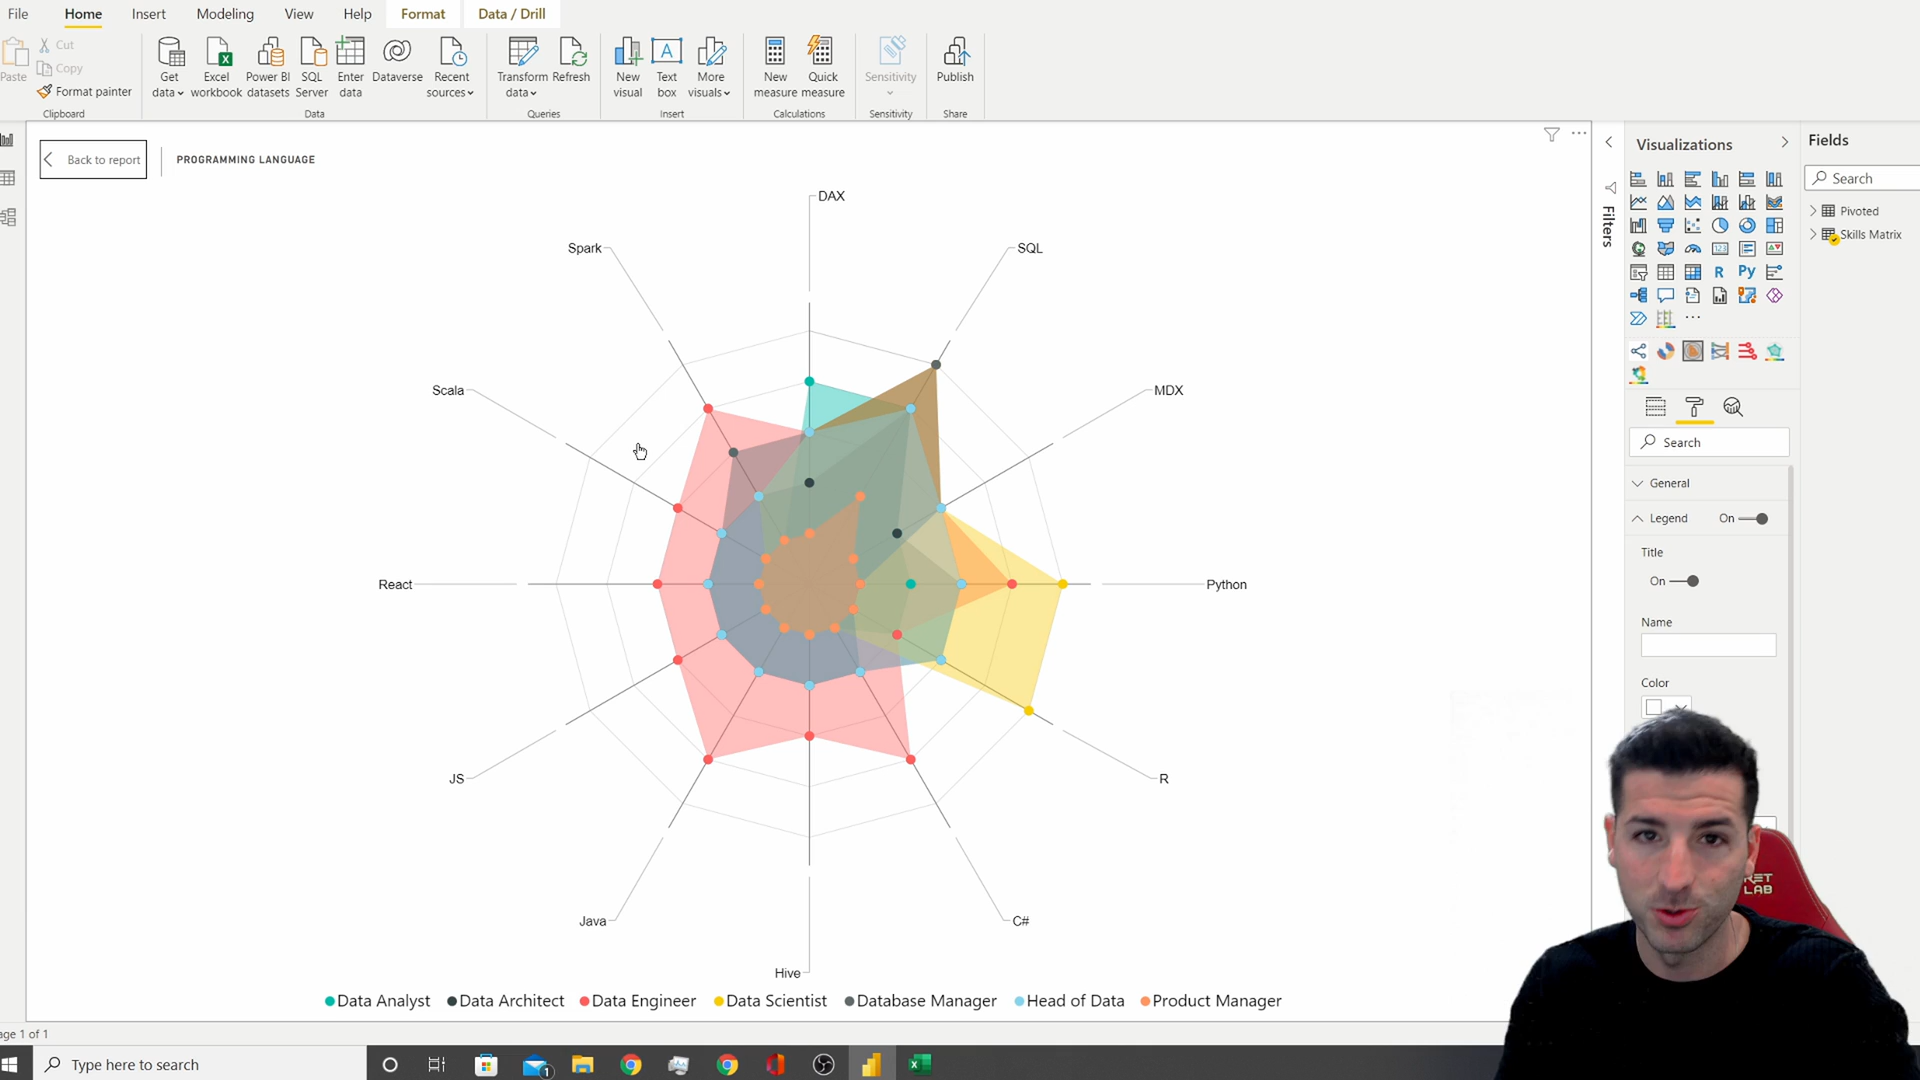 File Home Insert Modeling View Help Format Data / Drill
Paste
Cut
Copy
Format painter
Clipboard
Get data
Excel workbook
Power BI datasets
SQL Server
Enter data
Dataverse
Recent sources
Data
Transform data
Refresh
Queries
New visual
Text box
More visuals
Insert
New measure
Quick measure
Calculations
Sensitivity
Sensitivity
Publish
Share
Back to report
PROGRAMMING LANGUAGE
DAX
SQL
MDX
Python
R
C#
Hive
Java
JS
React
Scala
Spark
Data Analyst Data Architect Data Engineer Data Scientist Database Manager Head of Data Product Manager
Filters
Visualizations
R Py
123
Search
General
Legend On
Title
On
Name
Color
Fields
Search
Pivoted
Skills Matrix
RET
LAB
age 1 of 1
Type here to search
1